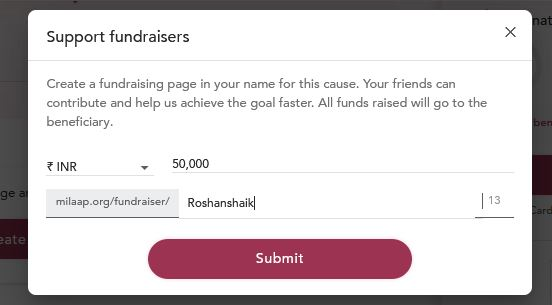 Support fundraisers
Create a fundraising page in your name for this cause. Your friends can
contribute and help us achieve the goal faster. All funds raised will go to the
beneficiary.
₹ INR
50,000
milaap.org/fundraiser/
Roshanshaik
13
Submit